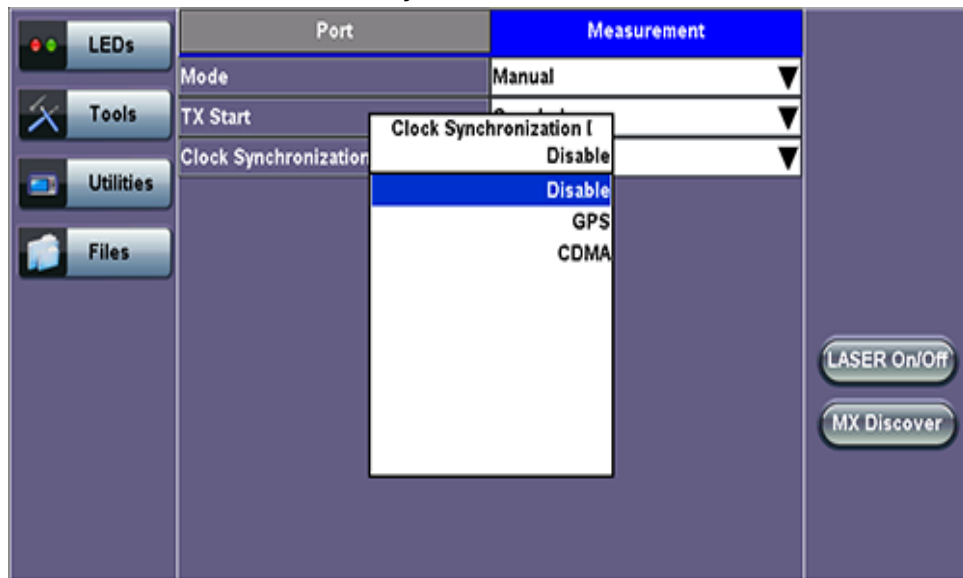 LEDs
Port
Measurement
Mode
Manual
Tools
TX Start
Clock Synchronization [
Clock Synchronization
Disable
Utilities
Disable
GPS
Files
CDMA
LASER On/Off
MX Discover